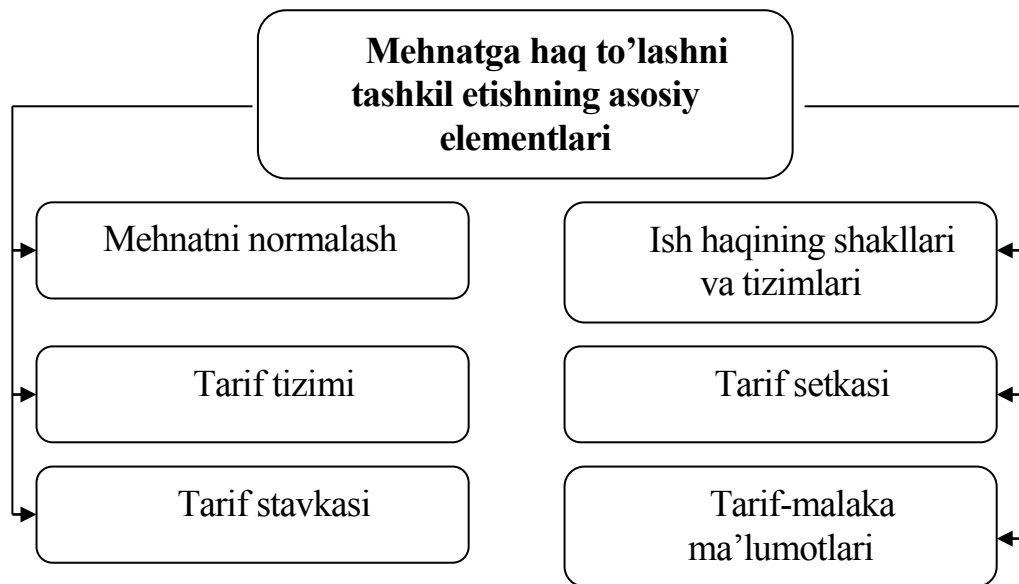 Mehnatga haq to’lashni
tashkil etishning asosiy
elementlari
Mehnatni normalash
Ish haqining shakllari
va tizimlari
Tarif tizimi
Tarif setkasi
Tarif stavkasi
Tarif-malaka
ma’lumotlari